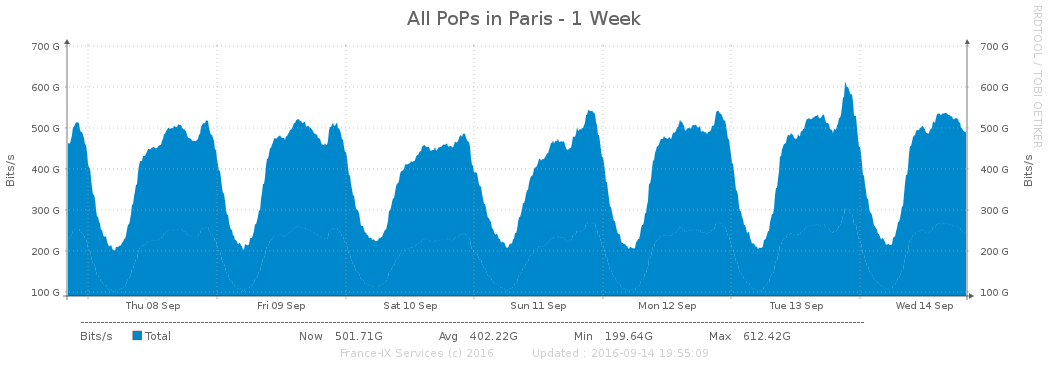 All PoPs in Paris - 1 Week
RRDTOOL / TOBI OETIKER
700 G 700 G
600 G 600 G
500 G 500 G
400 G 400 G
300 G 300 G
200 G 200 G
100 G 100 G
Bits/s
Bits/s
Thu 08 Sep Fri 09 Sep Sat 10 Sep Sun 11 Sep Mon 12 Sep Tue 13 Sep Wed 14 Sep
Bits/s Total Now 501.71G Avg 402.22G Min 199.64G Max 612.42G
France-IX Services (c) 2016 Updated : 2016-09-14 19:55:09